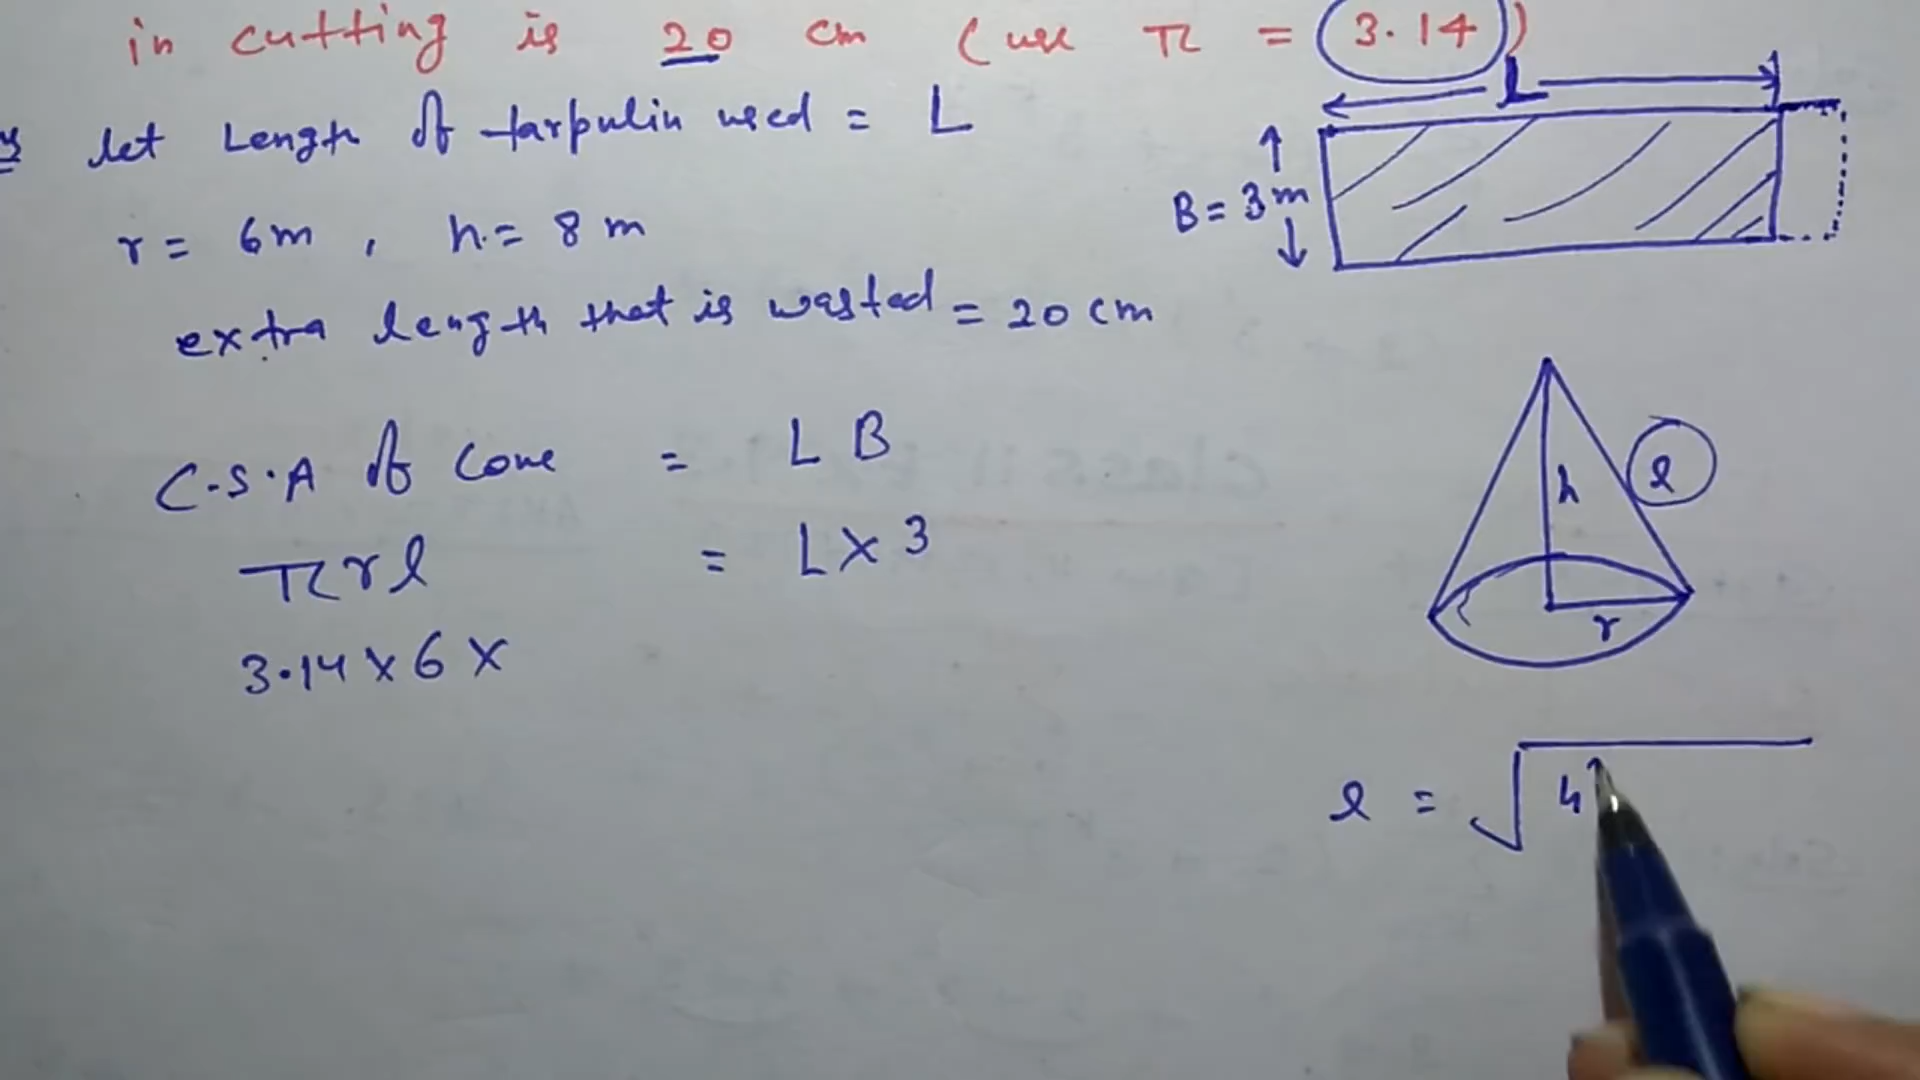 in cutting is 20 cm (use π = 3.14)
let Length of tarpulin used = L
r = 6m , h = 8 m
extra length that is wasted = 20 cm
C.S.A of Cone = L B
πrl = L × 3
3.14 × 6 ×
L
B = 3m
h
l
r
l = √